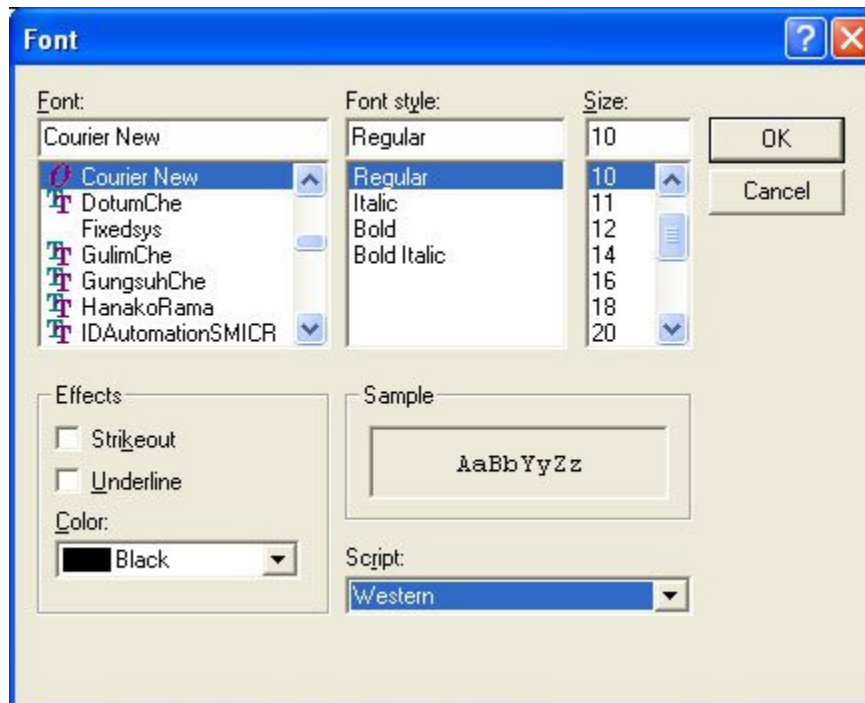 Font
Font:
Courier New
Courier New
DotumChe
Fixedsys
GulimChe
GungsuhChe
HanakoRama
IDAutomationSMICR
Font style:
Regular
Regular
Italic
Bold
Bold Italic
Size:
10
10
11
12
14
16
18
20
OK
Cancel
Effects
Strikeout
Underline
Color:
Black
Sample
AaBbYyZz
Script:
Western